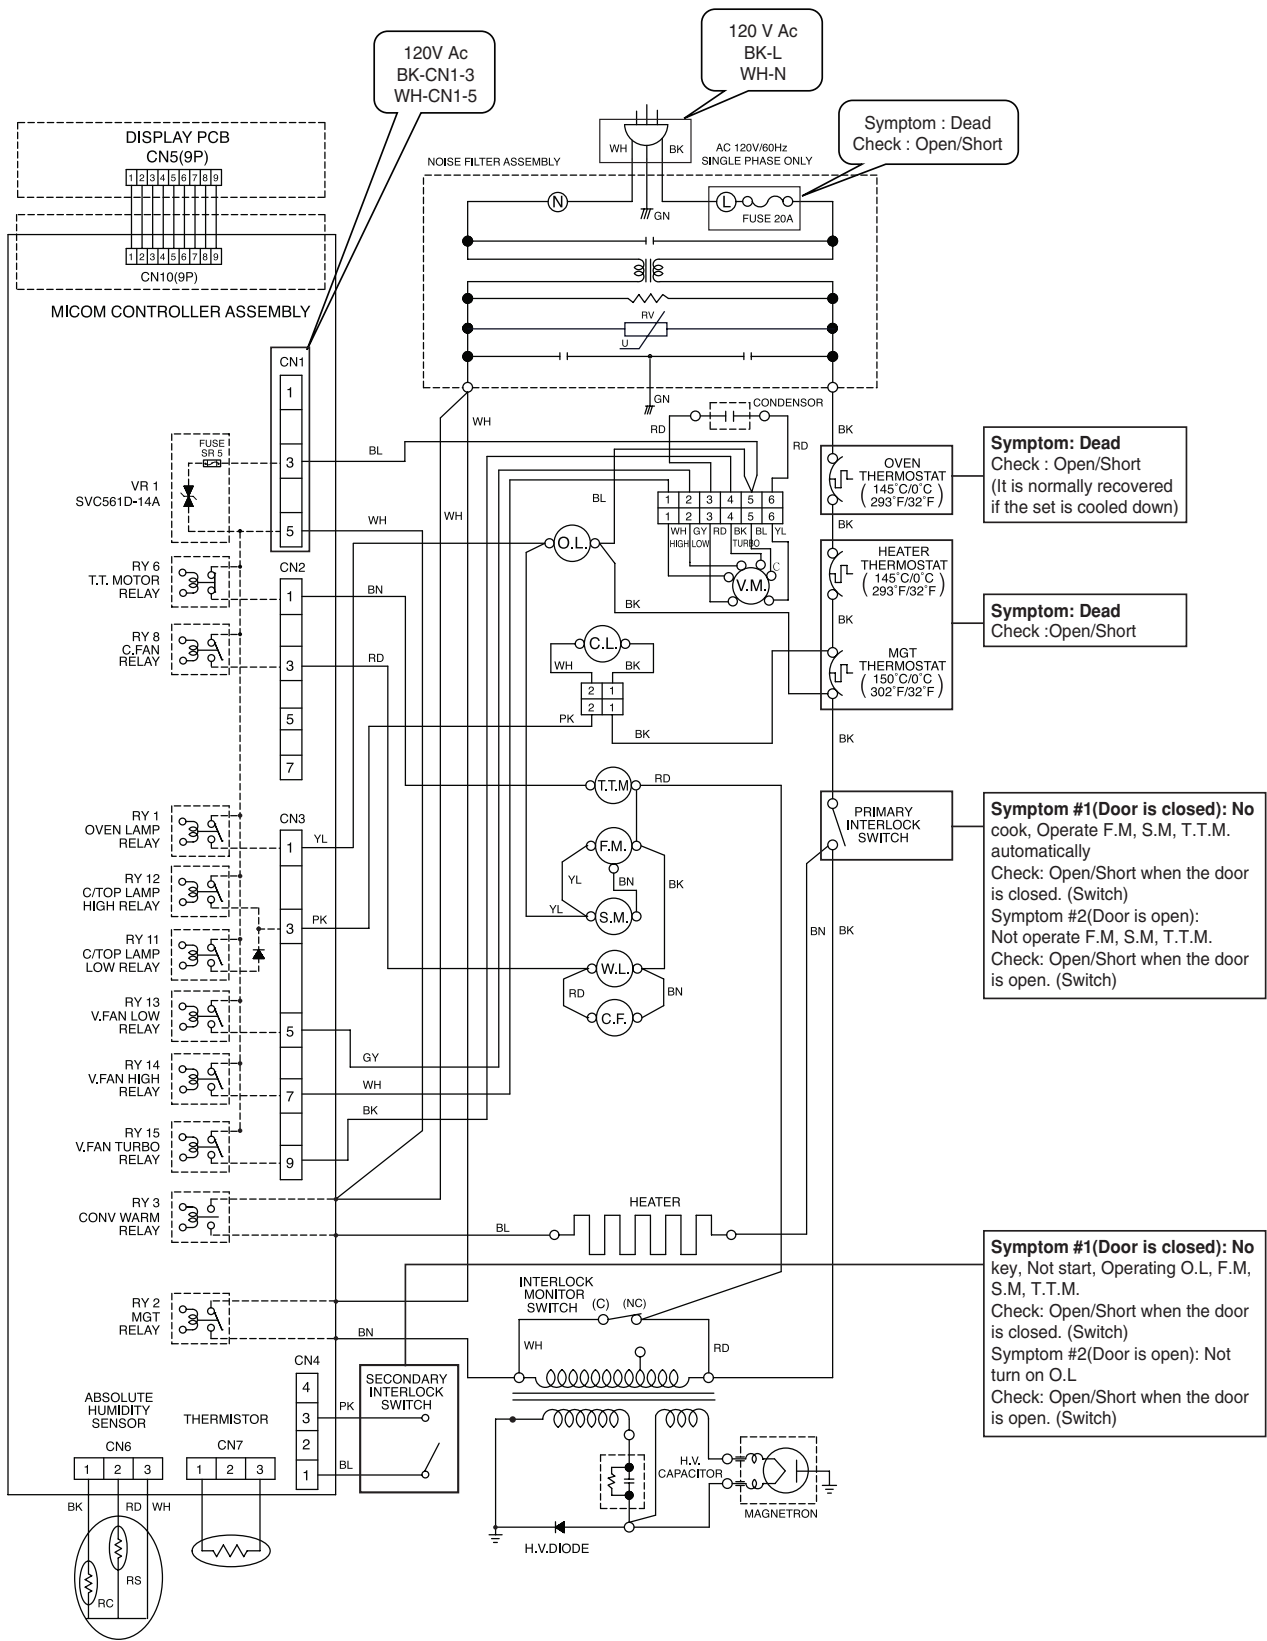 120V Ac
BK-CN1-3
WH-CN1-5
120 V Ac
BK-L
WH-N
Symptom : Dead
Check : Open/Short
DISPLAY PCB
CN5(9P)
1 2 3 4 5 6 7 8 9
1 2 3 4 5 6 7 8 9
CN10(9P)
MICOM CONTROLLER ASSEMBLY
WH
BK
AC 120V/60Hz
SINGLE PHASE ONLY
NOISE FILTER ASSEMBLY
N
L
GN
FUSE 20A
RV
U
GN
CN1
1
3
5
FUSE
SR 5
VR 1
SVC561D-14A
BL
WH
WH
WH
BL
CONDENSOR
RD
RD
BK
1 2 3 4 5 6
1 2 3 4 5 6
WH GY RD BK BL YL
HIGH LOW TURBO
C
V.M.
O.L.
BK
OVEN
THERMOSTAT
( 145˚C/0˚C )
293˚F/32˚F
BK
HEATER
THERMOSTAT
( 145˚C/0˚C )
293˚F/32˚F
BK
MGT
THERMOSTAT
( 150˚C/0˚C )
302˚F/32˚F
BK
Symptom: Dead
Check : Open/Short
(It is normally recovered
if the set is cooled down)
Symptom: Dead
Check :Open/Short
RY 6
T.T. MOTOR
RELAY
RY 8
C.FAN
RELAY
CN2
1
3
5
7
BN
RD
C.L.
WH
BK
2 1
2 1
PK
BK
T.T.M
RD
F.M.
YL
BN
BK
YL
S.M.
W.L.
RD
BN
C.F.
PRIMARY
INTERLOCK
SWITCH
BN
BK
Symptom #1(Door is closed): No
cook, Operate F.M, S.M, T.T.M.
automatically
Check: Open/Short when the door
is closed. (Switch)
Symptom #2(Door is open):
Not operate F.M, S.M, T.T.M.
Check: Open/Short when the door
is open. (Switch)
RY 1
OVEN LAMP
RELAY
RY 12
C/TOP LAMP
HIGH RELAY
RY 11
C/TOP LAMP
LOW RELAY
RY 13
V.FAN LOW
RELAY
RY 14
V.FAN HIGH
RELAY
RY 15
V.FAN TURBO
RELAY
RY 3
CONV WARM
RELAY
RY 2
MGT
RELAY
CN3
1
3
5
7
9
YL
PK
GY
WH
BK
BL
HEATER
BN
INTERLOCK
MONITOR
SWITCH
(C)
(NC)
WH
RD
Symptom #1(Door is closed): No
key, Not start, Operating O.L, F.M,
S.M, T.T.M.
Check: Open/Short when the door
is closed. (Switch)
Symptom #2(Door is open): Not
turn on O.L
Check: Open/Short when the door
is open. (Switch)
CN4
4
3
2
1
PK
BL
SECONDARY
INTERLOCK
SWITCH
H.V.
CAPACITOR
MAGNETRON
H.V.DIODE
ABSOLUTE
HUMIDITY
SENSOR
CN6
1 2 3
BK
RD
WH
RS
RC
THERMISTOR
CN7
1 2 3